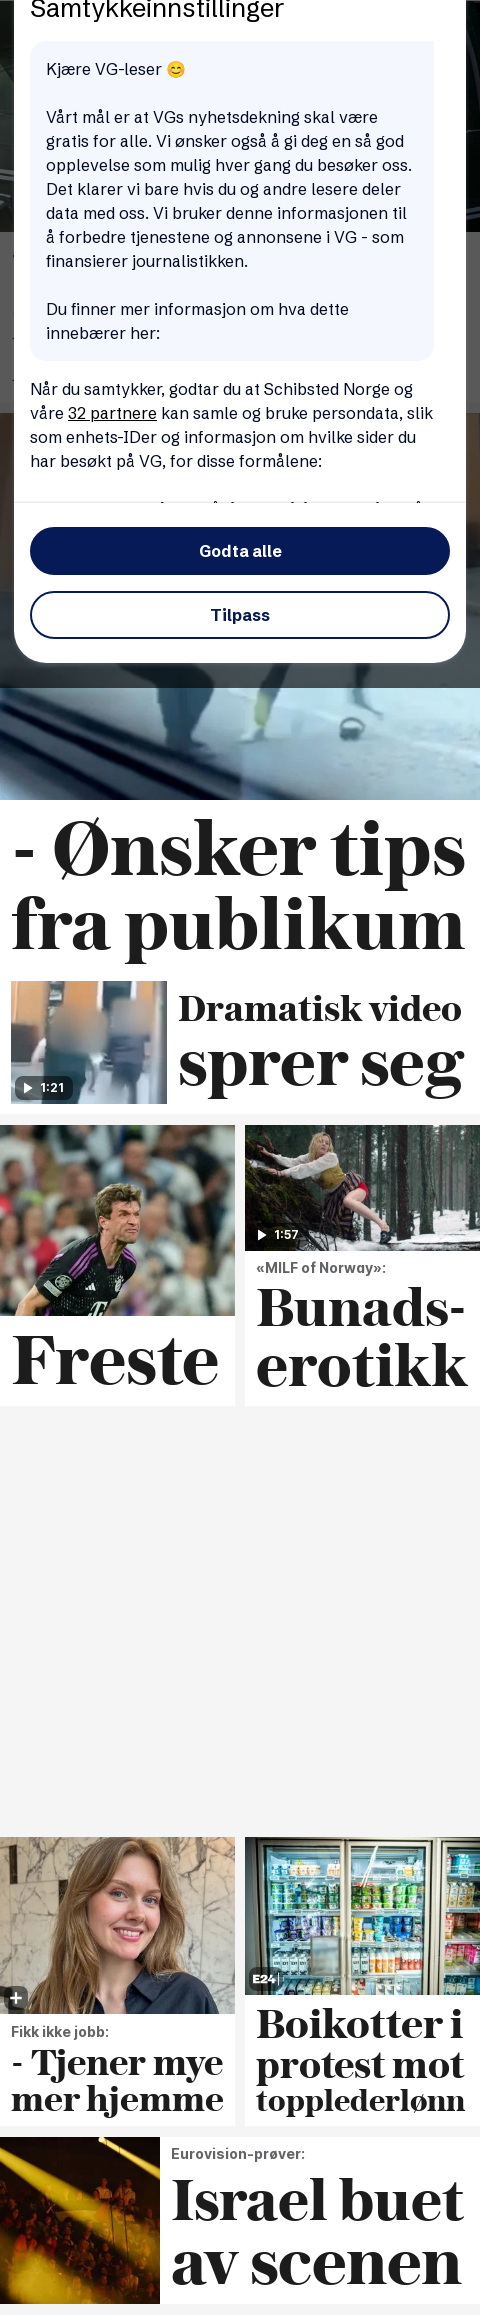 Samtykkeinnstillinger
Kjære VG-leser 😊
Vårt mål er at VGs nyhetsdekning skal være
gratis for alle. Vi ønsker også å gi deg en så god
opplevelse som mulig hver gang du besøker oss.
Det klarer vi bare hvis du og andre lesere deler
data med oss. Vi bruker denne informasjonen til
å forbedre tjenestene og annonsene i VG - som
finansierer journalistikken.
Du finner mer informasjon om hva dette
innebærer her:
Når du samtykker, godtar du at Schibsted Norge og
våre 32 partnere kan samle og bruke persondata, slik
som enhets-IDer og informasjon om hvilke sider du
har besøkt på VG, for disse formålene:
Godta alle
Tilpass
- Ønsker tips
fra publikum
1:21
Dramatisk video
sprer seg
Freste
1:57
«MILF of Norway»:
Bunads-
erotikk
Fikk ikke jobb:
- Tjener mye
mer hjemme
E24
Boikotter i
protest mot
topplederlønn
Eurovision-prøver:
Israel buet
av scenen